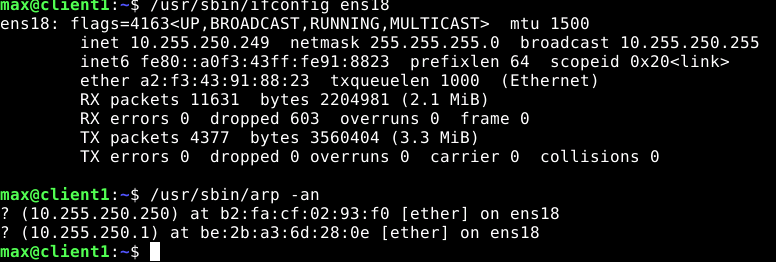 max@client1:~$ /usr/sbin/ifconfig ens18
ens18: flags=4163<UP,BROADCAST,RUNNING,MULTICAST>  mtu 1500
        inet 10.255.250.249  netmask 255.255.255.0  broadcast 10.250.250.255
        inet6 fe80::a0f3:43ff:fe91:8823  prefixlen 64  scopeid 0x20<link>
        ether a2:f3:43:91:88:23  txqueuelen 1000  (Ethernet)
        RX packets 11631  bytes 2204981 (2.1 MiB)
        RX errors 0  dropped 603  overruns 0  frame 0
        TX packets 4377  bytes 3560404 (3.3 MiB)
        TX errors 0  dropped 0 overruns 0  carrier 0  collisions 0
max@client1:~$ /usr/sbin/arp -an
? (10.255.250.250) at b2:fa:cf:02:93:f0 [ether] on ens18
? (10.255.250.1) at be:2b:a3:6d:28:0e [ether] on ens18
max@client1:~$